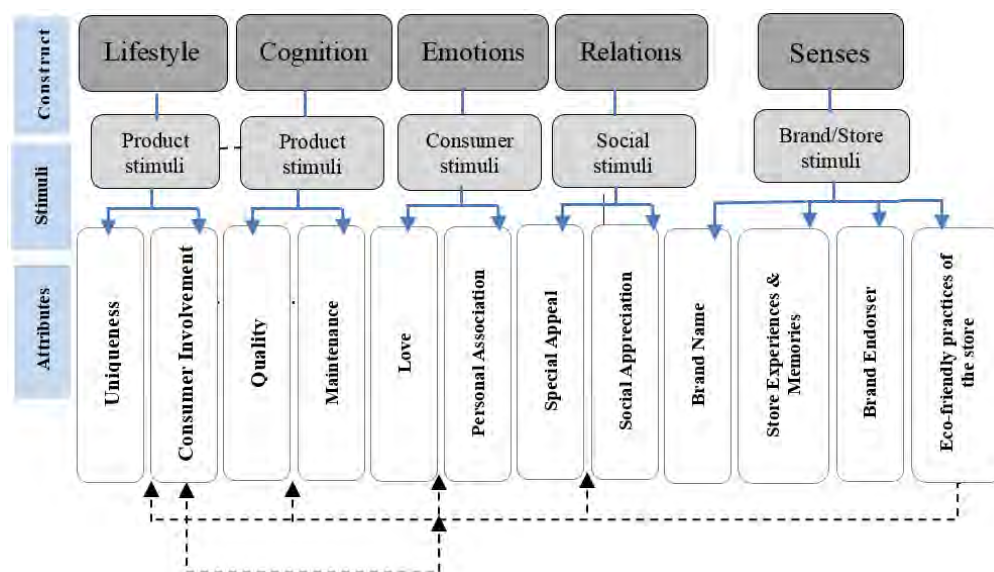 Construct
Lifestyle
Cognition
Emotions
Relations
Senses
Stimuli
Product
stimuli
Product
stimuli
Consumer
stimuli
Social
stimuli
Brand/Store
stimuli
Attributes
Uniqueness
Consumer Involvement
Quality
Maintenance
Love
Personal Association
Special Appeal
Social Appreciation
Brand Name
Store Experiences &
Memories
Brand Endorser
Eco-friendly practices of
the store